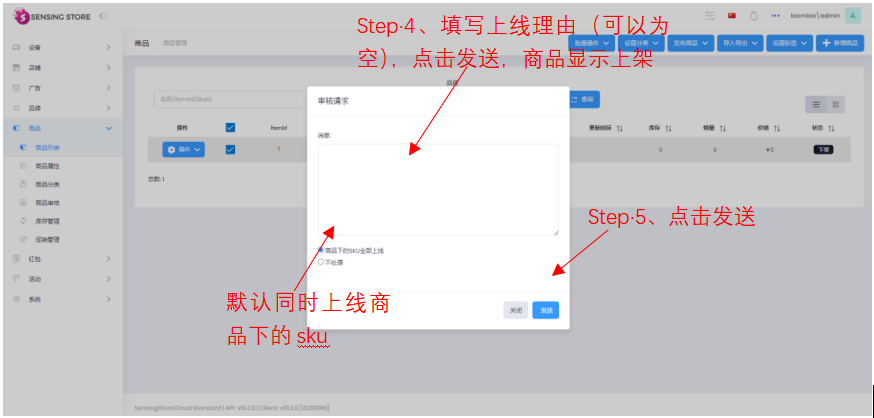 SENSING STORE
Step·4、填写上线理由（可以为
空），点击发送，商品显示上架
laomiao\admin
A
设备
店铺
广告
品牌
商品
商品列表
商品属性
商品分类
商品审核
库存管理
促销管理
红包
活动
系统
商品 商品管理
批量操作 设置分类 发布商品 导入导出 设置标签 新增商品
品牌
名称/ItemId/SkuId
查询
操作 ItemId 更新时间 库存 销量 价格 状态
操作 1 0 0 ¥0 下架
总数:1
审核请求
消息:
商品下的SKU全部上线
不处理
关闭 发送
Step·5、点击发送
默认同时上线商
品下的 sku
SensingStoreCloud Standard | API: v10.2.0 | Client: v10.2.0 [20210916]